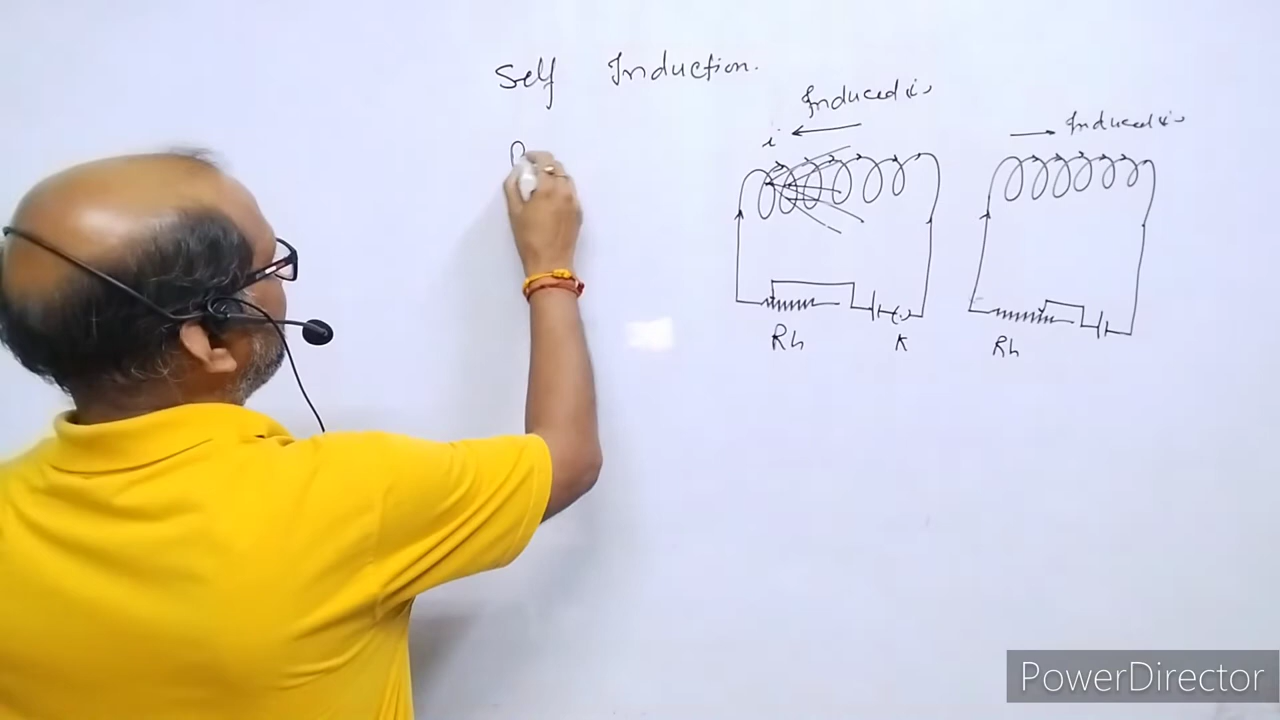 Self Induction.
Induced i
i
Induced i
Rh
K
Rh
PowerDirector